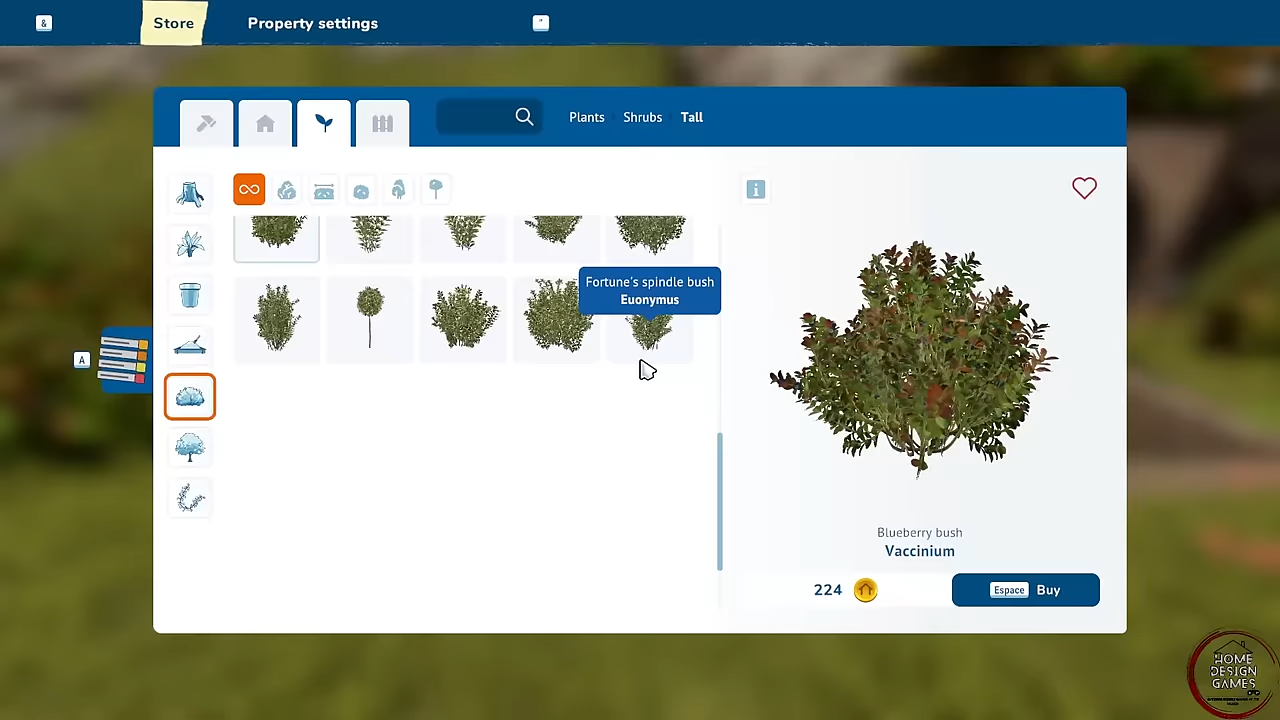 &
Store
Property settings
"
Plants
Shrubs
Tall
Fortune's spindle bush
Euonymus
A
Blueberry bush
Vaccinium
224
Espace
Buy
HOME
DESIGN
GAMES